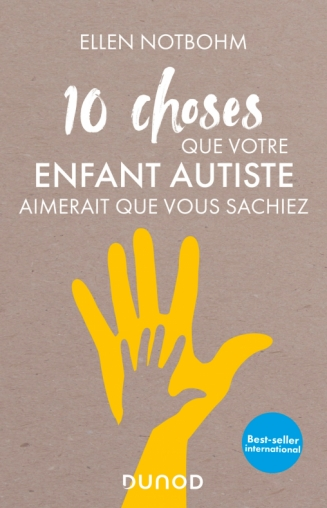 ELLEN NOTBOHM
10 choses
QUE VOTRE
ENFANT AUTISTE
AIMERAIT QUE VOUS SACHIEZ
Best-seller
international
DUNOD